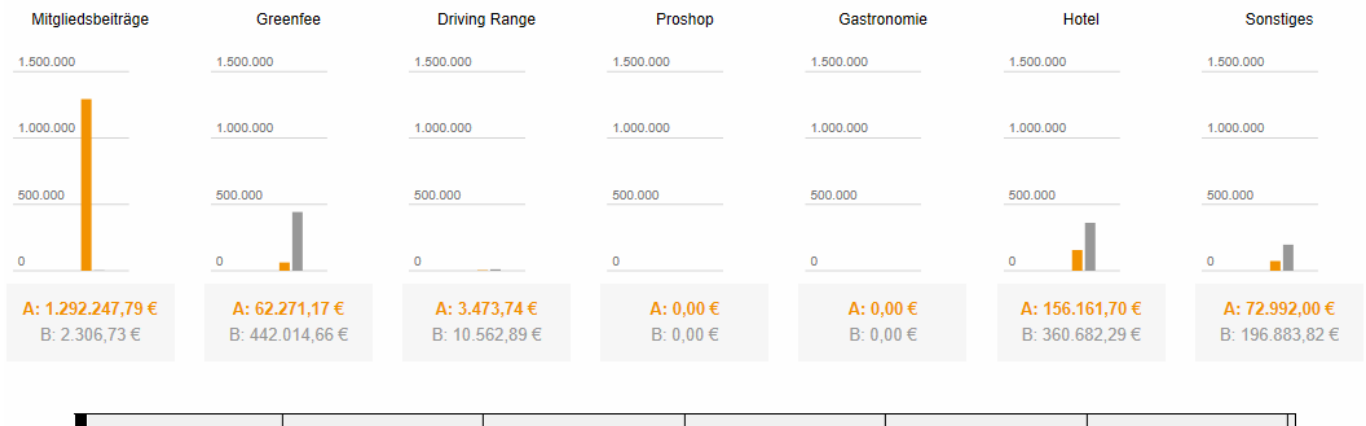 Mitgliedsbeiträge Greenfee Driving Range Proshop Gastronomie Hotel Sonstiges
1.500.000 1.500.000 1.500.000 1.500.000 1.500.000 1.500.000 1.500.000
1.000.000 1.000.000 1.000.000 1.000.000 1.000.000 1.000.000 1.000.000
500.000 500.000 500.000 500.000 500.000 500.000 500.000
0 0 0 0 0 0 0
A: 1.292.247,79 € A: 62.271,17 € A: 3.473,74 € A: 0,00 € A: 0,00 € A: 156.161,70 € A: 72.992,00 €
B: 2.306,73 € B: 442.014,66 € B: 10.562,89 € B: 0,00 € B: 0,00 € B: 360.682,29 € B: 196.883,82 €